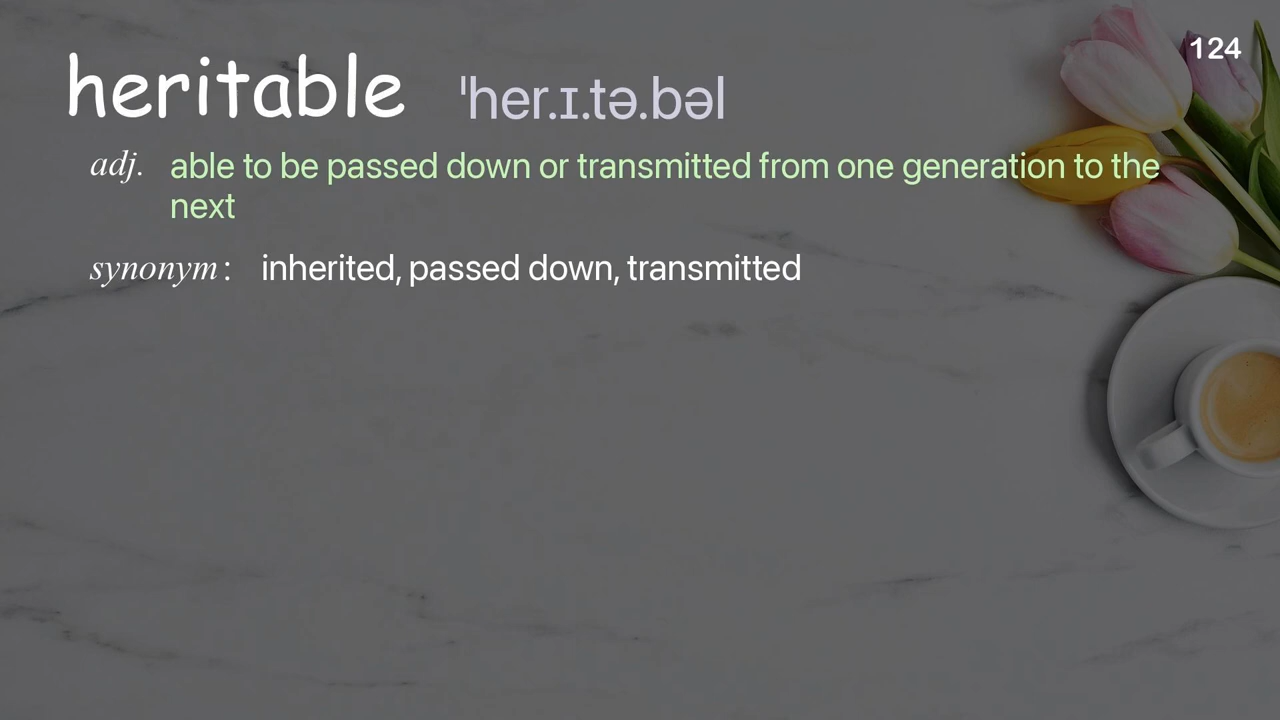 124
heritable ˈher.ɪ.tə.bəl
adj. able to be passed down or transmitted from one generation to the
next
synonym: inherited, passed down, transmitted